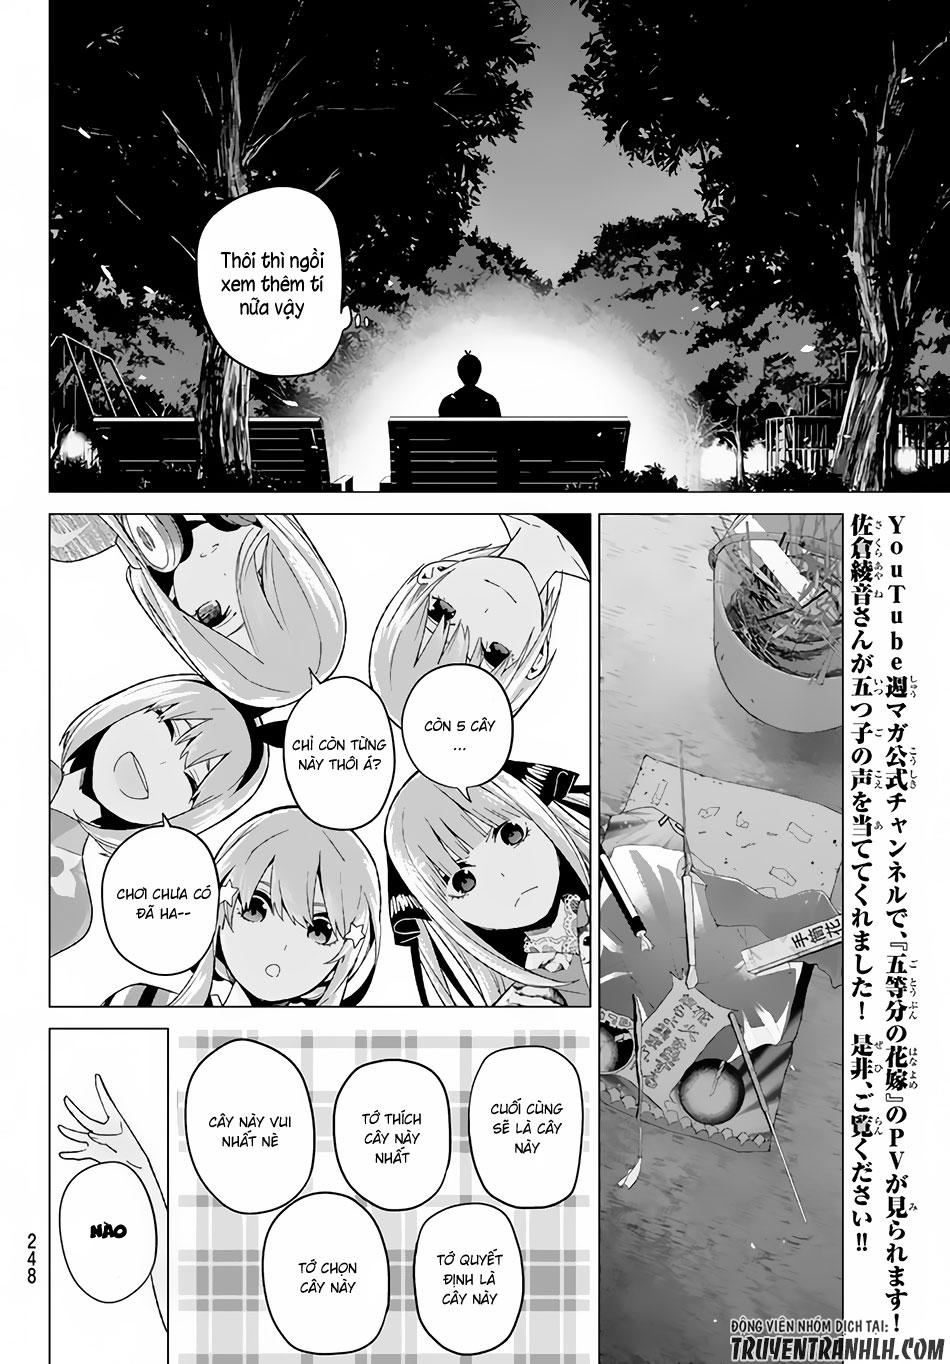 Thôi thì ngồi
xem thêm tí
nữa vậy
YouTube週マガ公式チャンネルで、『五等分の花嫁』のPVが見られます!
佐倉綾音さんが五つ子の声を当ててくれました! 是非、ご覧ください!!
手筒花
CÒN 5 CÂY
...
CHỈ CÒN TỪNG
NÀY THÔI Á?
CHƠI CHƯA CÓ
ĐÃ HA--
CUỐI CÙNG
SẼ LÀ CÂY
NÀY
TỚ THÍCH
CÂY NÀY
NHẤT
CÂY NÀY VUI
NHẤT NÈ
TỚ QUYẾT
ĐỊNH LÀ
CÂY NÀY
TỚ CHỌN
CÂY NÀY
NÀO
248
ĐỘNG VIÊN NHÓM DỊCH TẠI:
TRUYENTRANHLH.COM